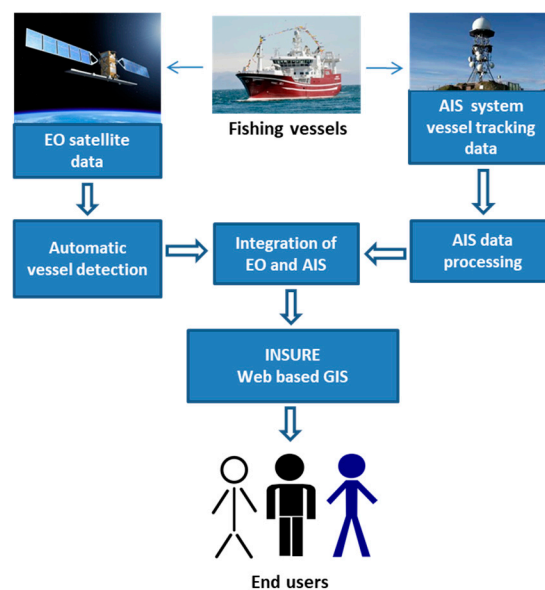 Fishing vessels
EO satellite
data
AIS system
vessel tracking
data
Automatic
vessel detection
Integration of
EO and AIS
AIS data
processing
INSURE
Web based GIS
End users